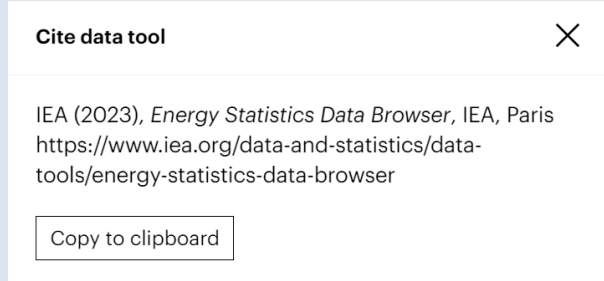 Cite data tool
IEA (2023), Energy Statistics Data Browser, IEA, Paris
https://www.iea.org/data-and-statistics/data-
tools/energy-statistics-data-browser
Copy to clipboard